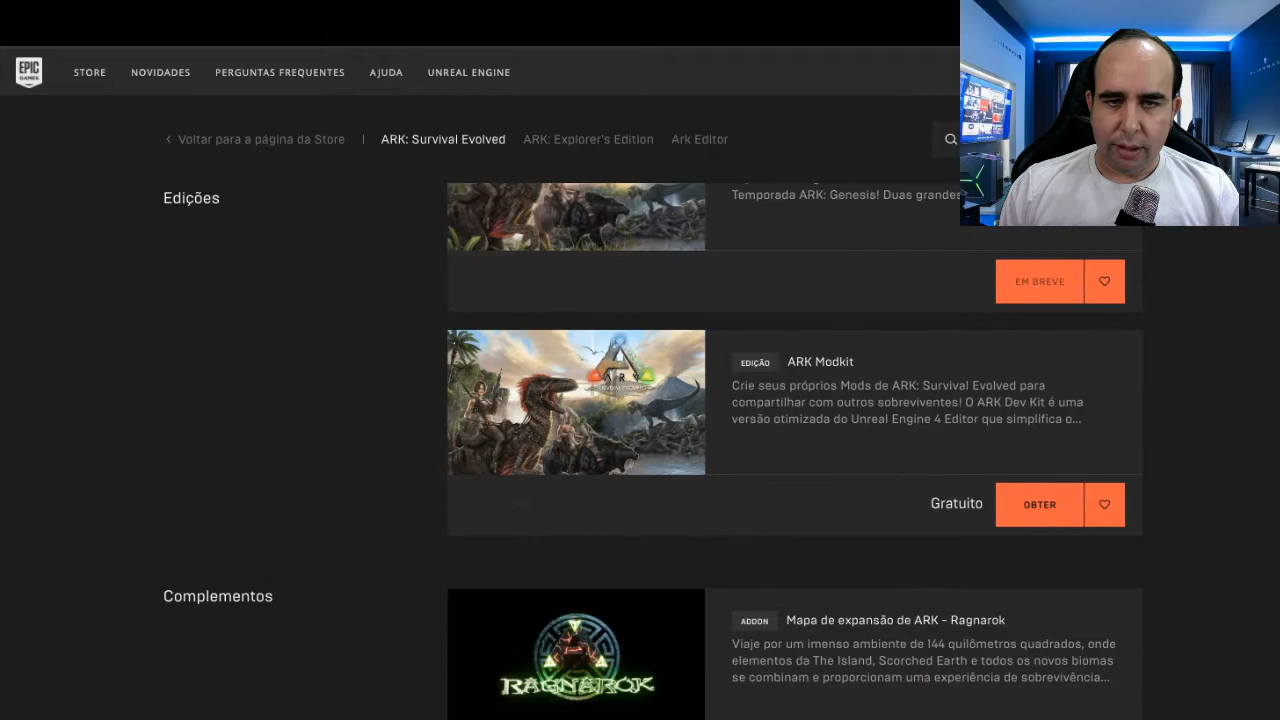 EPIC
GAMES
STORE NOVIDADES PERGUNTAS FREQUENTES AJUDA UNREAL ENGINE
Voltar para a página da Store | ARK: Survival Evolved ARK: Explorer's Edition Ark Editor
Edições
Temporada ARK: Genesis! Duas grandes
EM BREVE
ARK
EDIÇÃO ARK Modkit
Crie seus próprios Mods de ARK: Survival Evolved para
compartilhar com outros sobreviventes! O ARK Dev Kit é uma
versão otimizada do Unreal Engine 4 Editor que simplifica o...
Gratuito OBTER
Complementos
RAGNAROK
ADDON Mapa de expansão de ARK - Ragnarok
Viaje por um imenso ambiente de 144 quilômetros quadrados, onde
elementos da The Island, Scorched Earth e todos os novos biomas
se combinam e proporcionam uma experiência de sobrevivência...